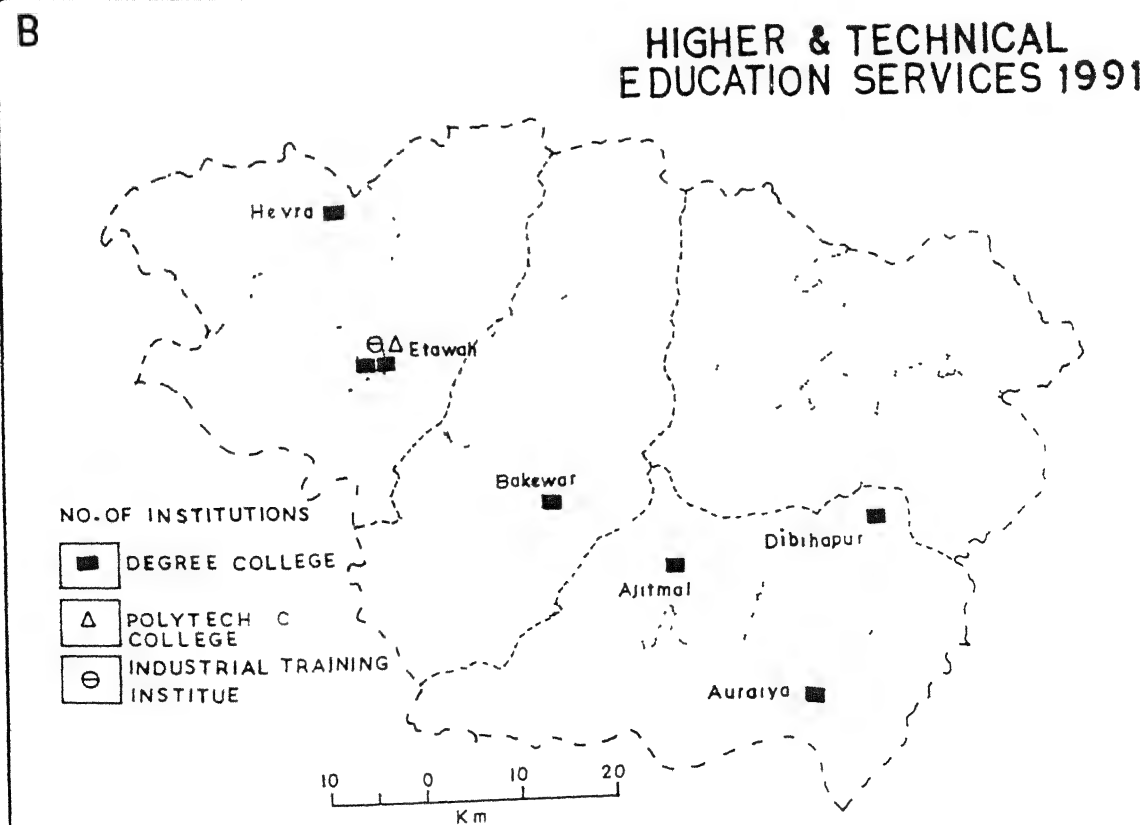 B
HIGHER & TECHNICAL
EDUCATION SERVICES 1991
Hevra
Etawah
Bakewar
Dibihapur
Ajitmal
Auraiya
NO. OF INSTITUTIONS
DEGREE COLLEGE
POLYTECH C
COLLEGE
INDUSTRIAL TRAINING
INSTITUE
10 0 10 20
Km